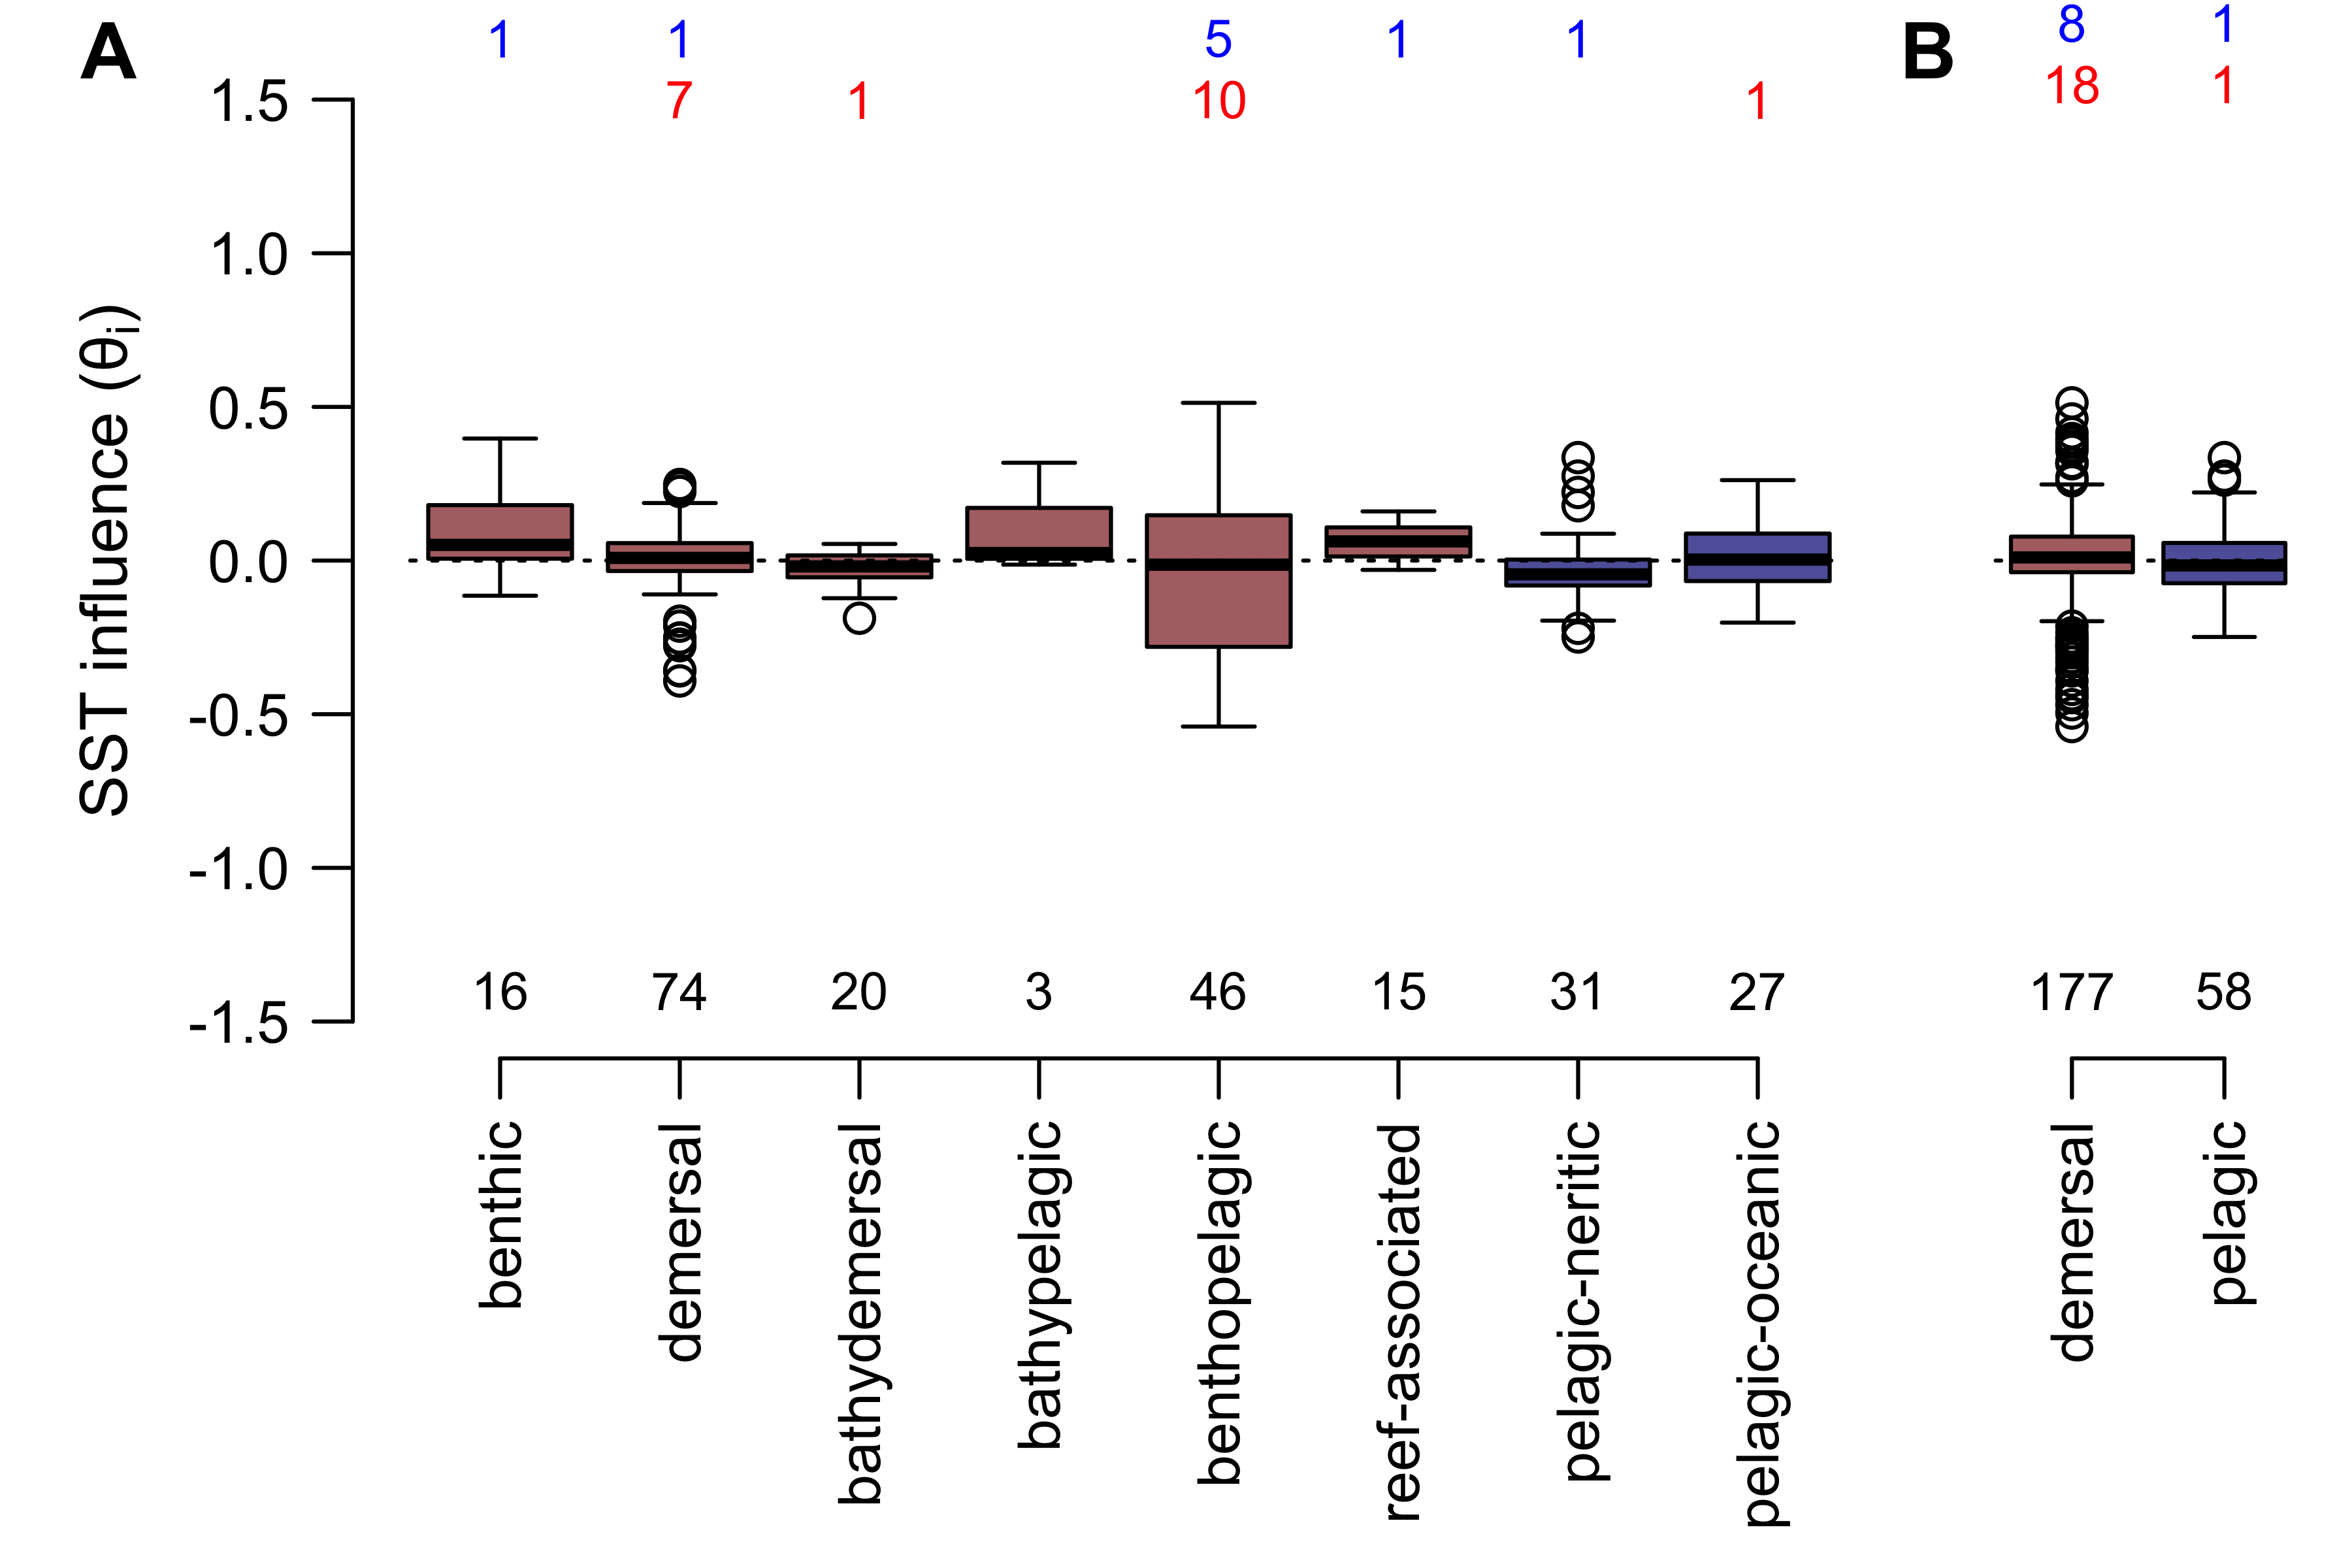 A 1 1 5 1 1 B 8 1
7 1 10 1 18 1
1.5
1.0
0.5
0.0
-0.5
-1.0
-1.5
SST influence (θi)
16 74 20 3 46 15 31 27 177 58
benthic
demersal
bathydemersal
bathypelagic
benthopelagic
reef-associated
pelagic-neritic
pelagic-oceanic
demersal
pelagic